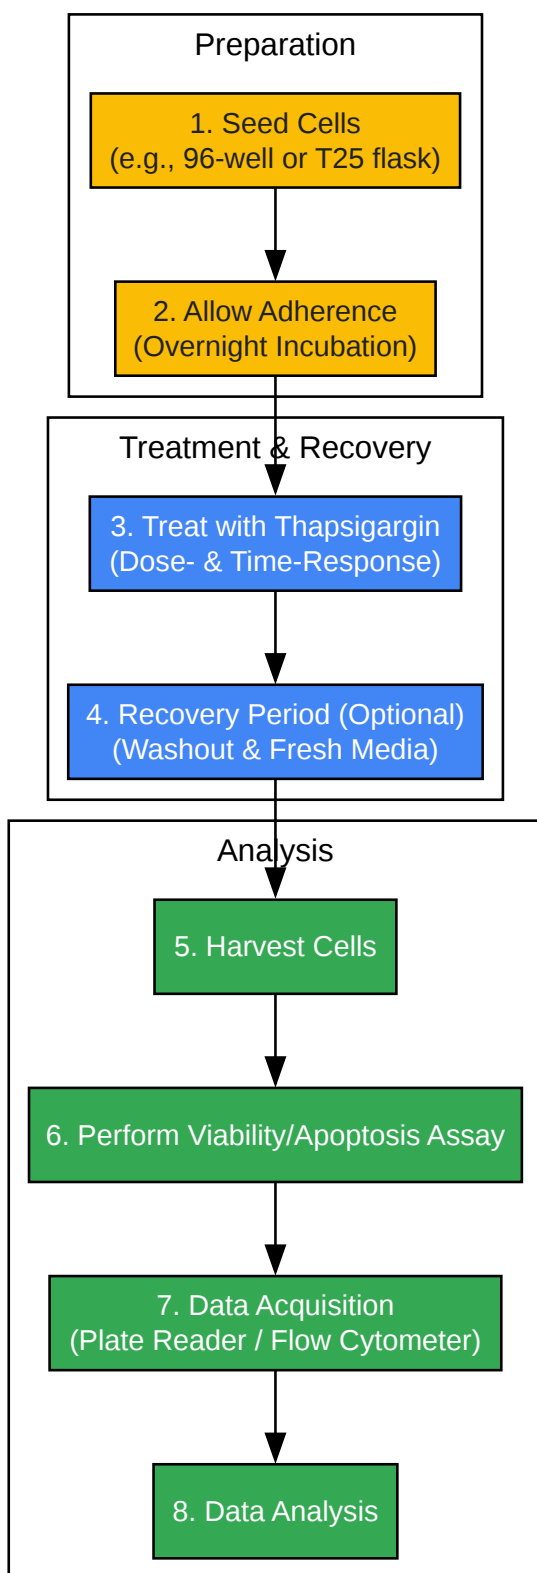 Preparation
1. Seed Cells
(e.g., 96-well or T25 flask)
2. Allow Adherence
(Overnight Incubation)
Treatment & Recovery
3. Treat with Thapsigargin
(Dose- & Time-Response)
4. Recovery Period (Optional)
(Washout & Fresh Media)
Analysis
5. Harvest Cells
6. Perform Viability/Apoptosis Assay
7. Data Acquisition
(Plate Reader / Flow Cytometer)
8. Data Analysis